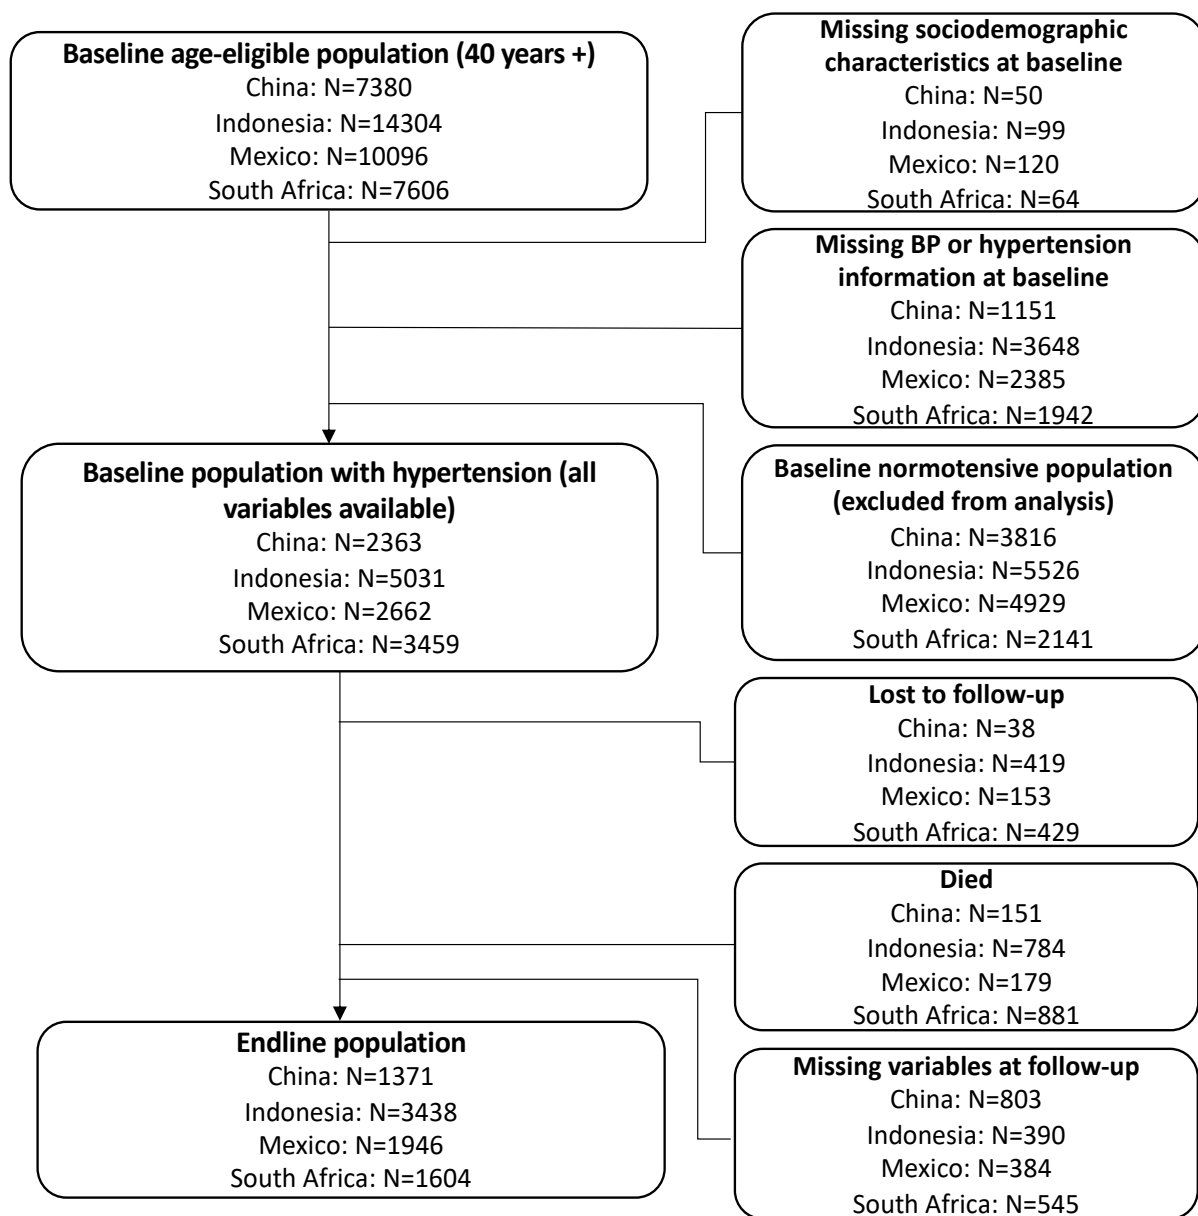 Baseline age-eligible population (40 years +)
China: N=7380
Indonesia: N=14304
Mexico: N=10096
South Africa: N=7606
Missing sociodemographic
characteristics at baseline
China: N=50
Indonesia: N=99
Mexico: N=120
South Africa: N=64
Missing BP or hypertension
information at baseline
China: N=1151
Indonesia: N=3648
Mexico: N=2385
South Africa: N=1942
Baseline normotensive population
(excluded from analysis)
China: N=3816
Indonesia: N=5526
Mexico: N=4929
South Africa: N=2141
Baseline population with hypertension (all
variables available)
China: N=2363
Indonesia: N=5031
Mexico: N=2662
South Africa: N=3459
Lost to follow-up
China: N=38
Indonesia: N=419
Mexico: N=153
South Africa: N=429
Died
China: N=151
Indonesia: N=784
Mexico: N=179
South Africa: N=881
Missing variables at follow-up
China: N=803
Indonesia: N=390
Mexico: N=384
South Africa: N=545
Endline population
China: N=1371
Indonesia: N=3438
Mexico: N=1946
South Africa: N=1604